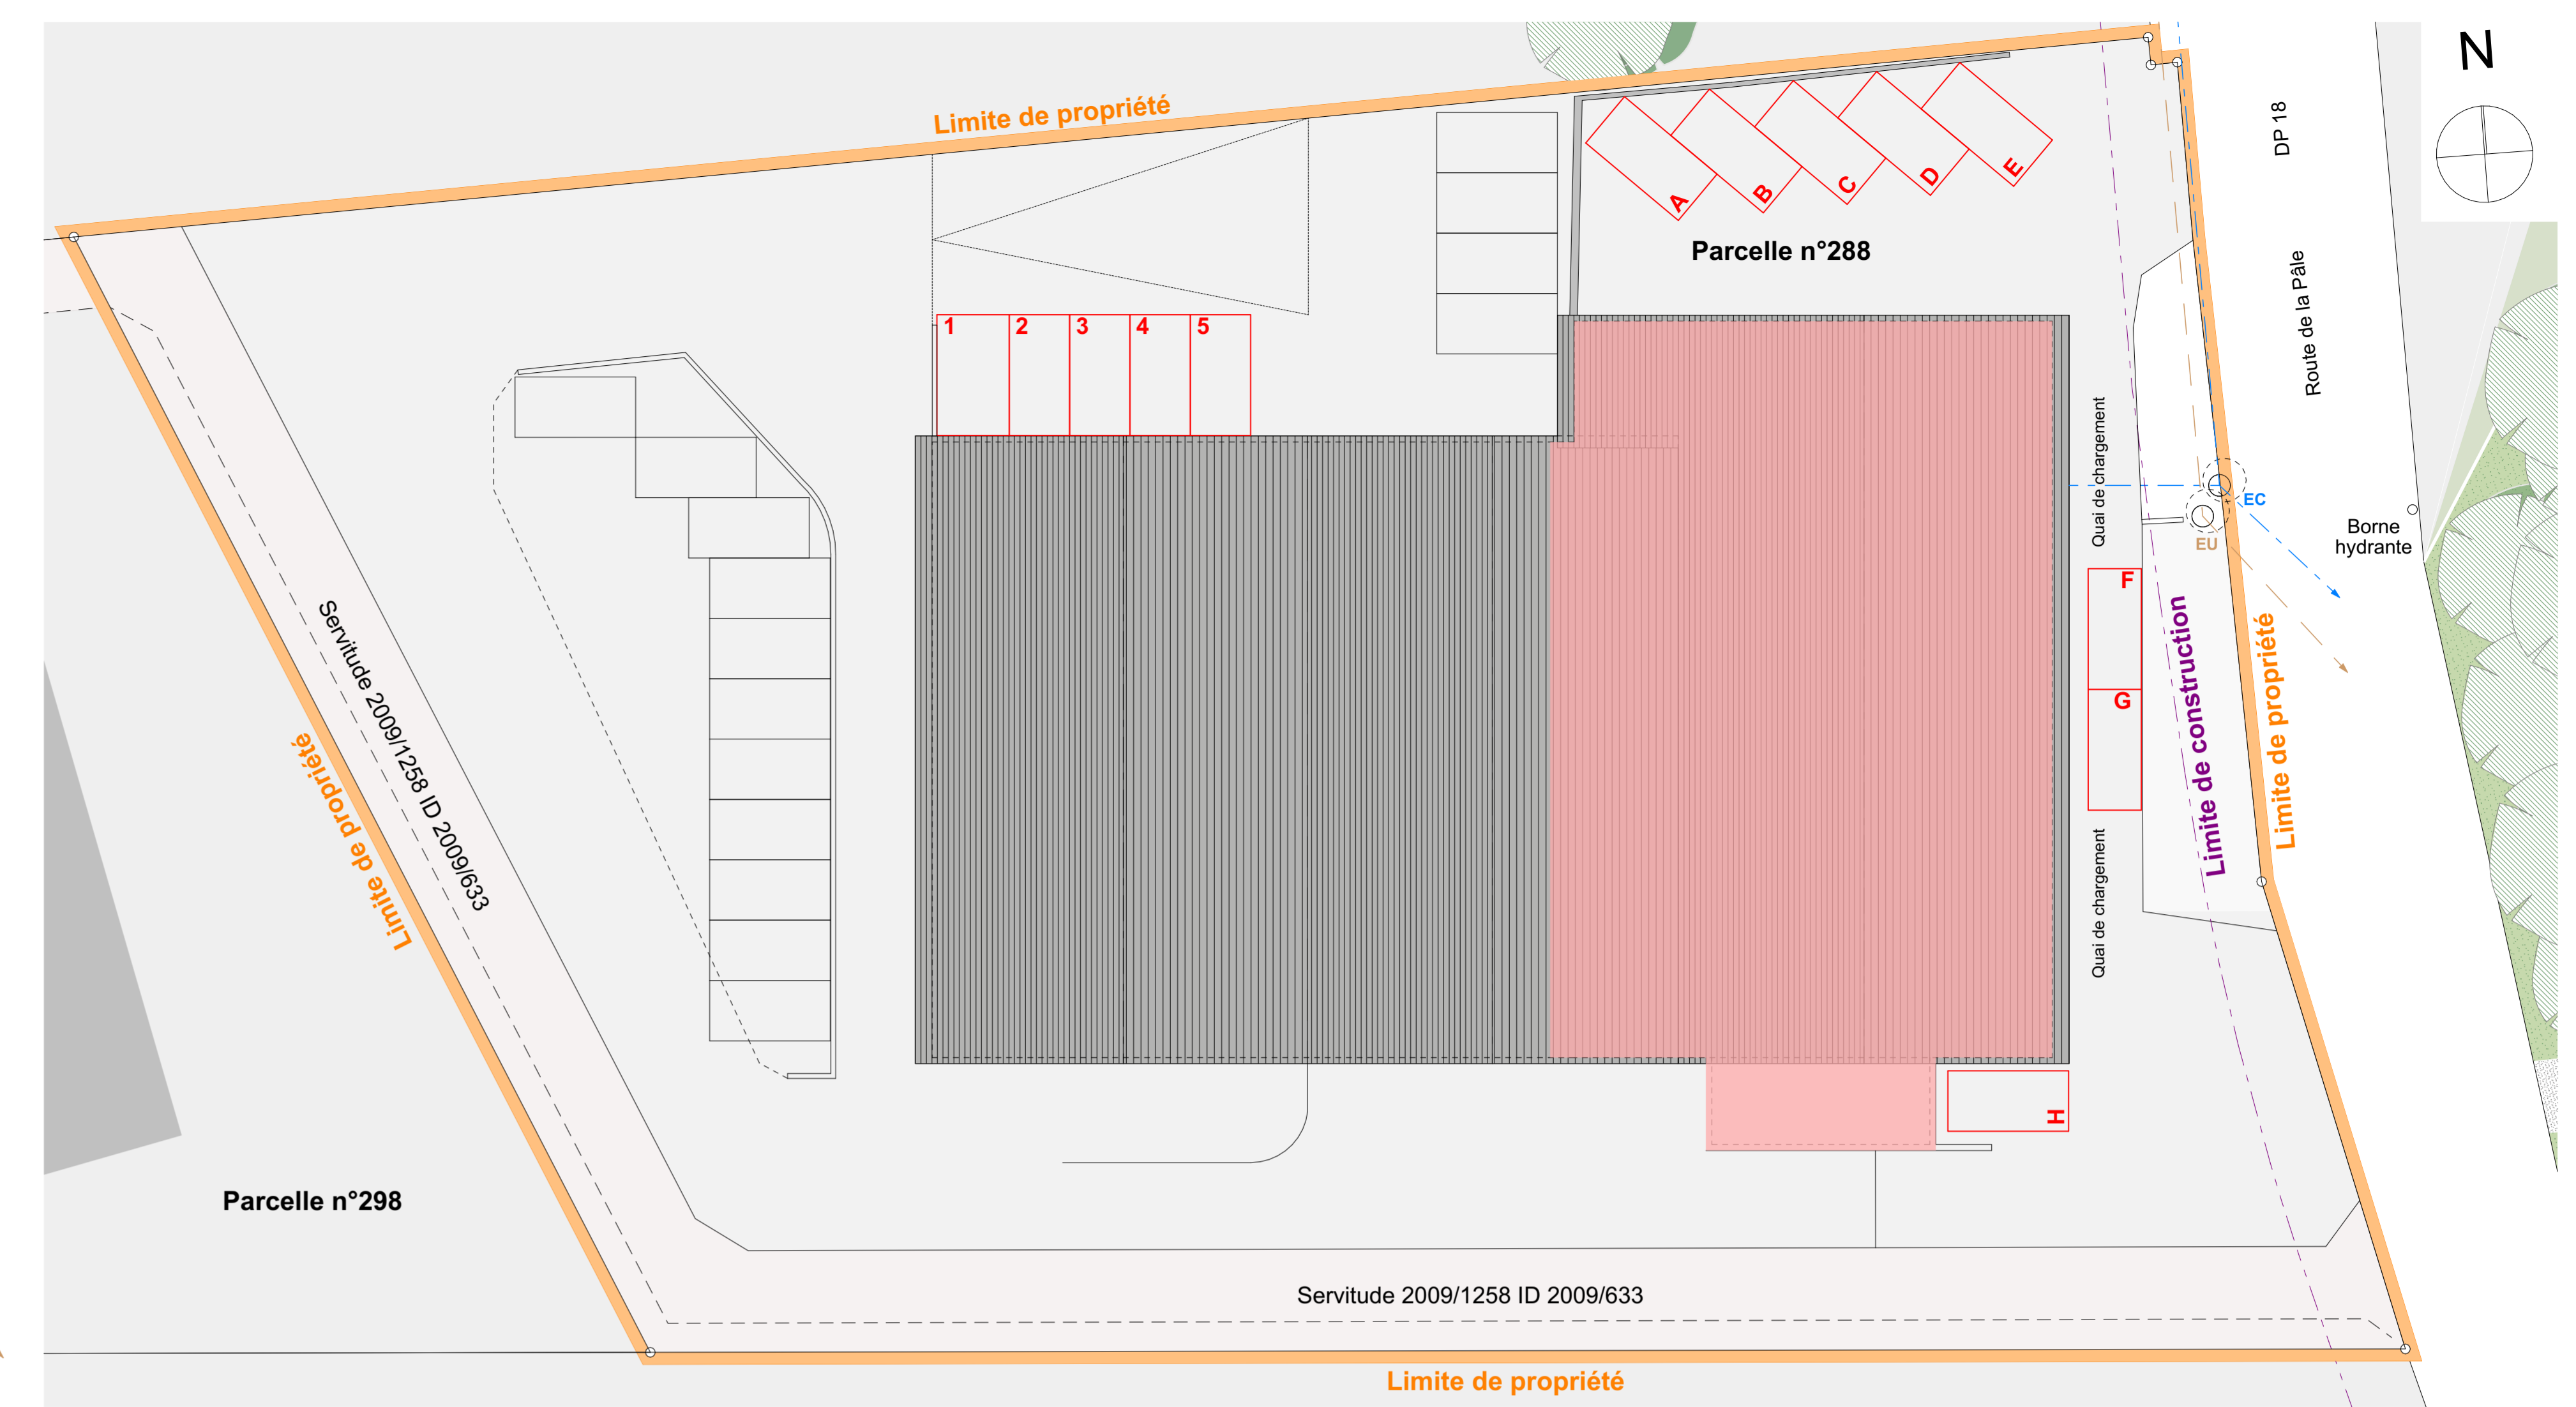 N
DP 18
Limite de propriété
A
B
C
D
E
Parcelle n°288
Route de la Pâle
1
2
3
4
5
Quai de chargement
EC
EU
Borne
hydrante
F
G
Limite de construction
Limite de propriété
Servitude 2009/1258 ID 2009/633
Limite de propriété
Quai de chargement
H
Parcelle n°298
Servitude 2009/1258 ID 2009/633
Limite de propriété